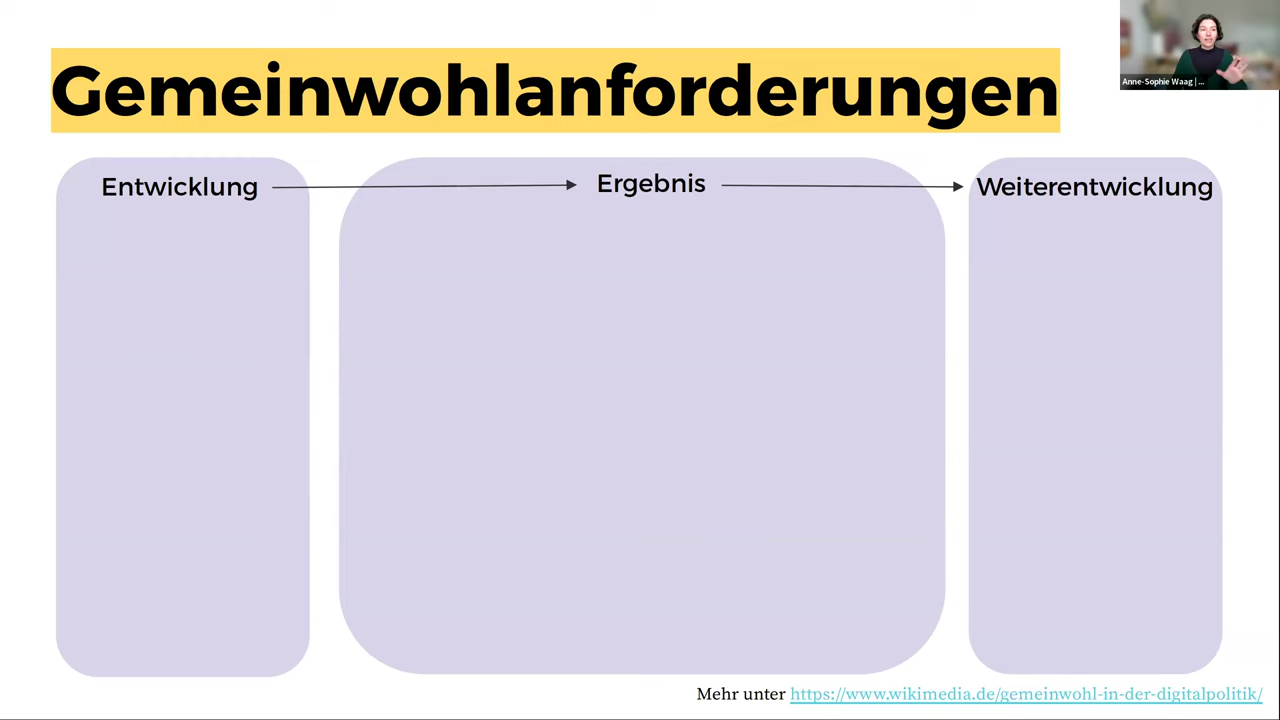 Gemeinwohlanforderungen
Anne-Sophie Waag | ...
Entwicklung
Ergebnis
Weiterentwicklung
Mehr unter https://www.wikimedia.de/gemeinwohl-in-der-digitalpolitik/